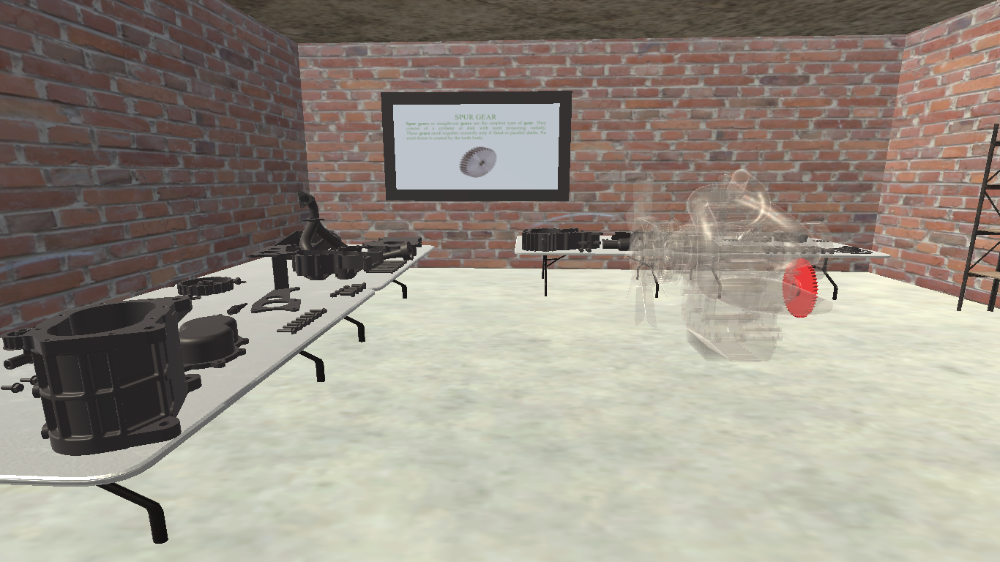 SPUR GEAR
Spur gears or straight-cut gears are the simplest type of gear. They
consist of a cylinder or disk with teeth projecting radially.
These gears mesh together correctly only if fitted to parallel shafts. No
axial thrust is created by the tooth loads.